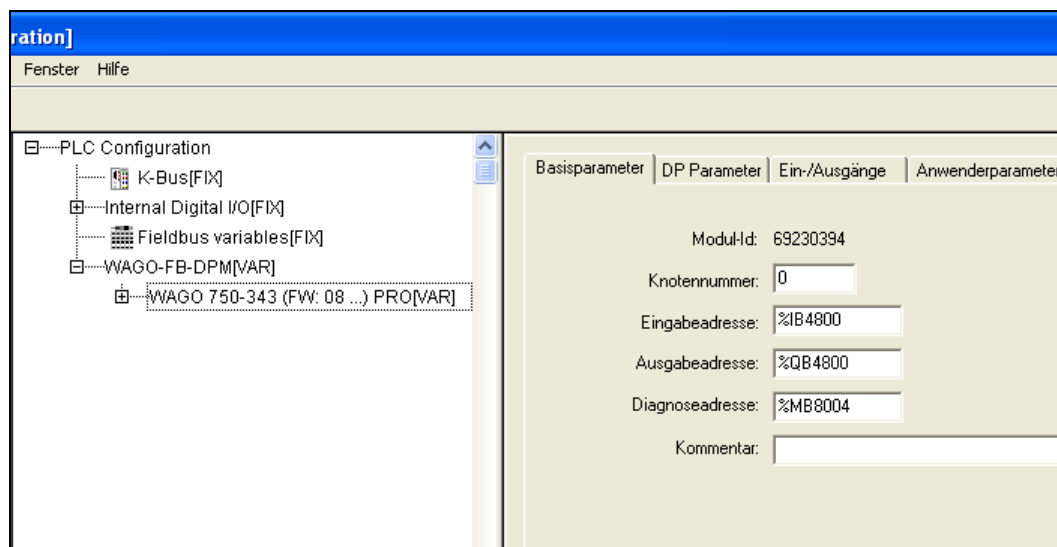 ration]
Fenster Hilfe
PLC Configuration
K-Bus[FIX]
Internal Digital I/O[FIX]
Fieldbus variables[FIX]
WAGO-FB-DPM[VAR]
WAGO 750-343 (FW: 08 ...) PRO[VAR]
Basisparameter DP Parameter Ein-/Ausgänge Anwenderparameter
Modul-Id: 69230394
Knotennummer: 0
Eingabeadresse: %IB4800
Ausgabeadresse: %QB4800
Diagnoseadresse: %MB8004
Kommentar: